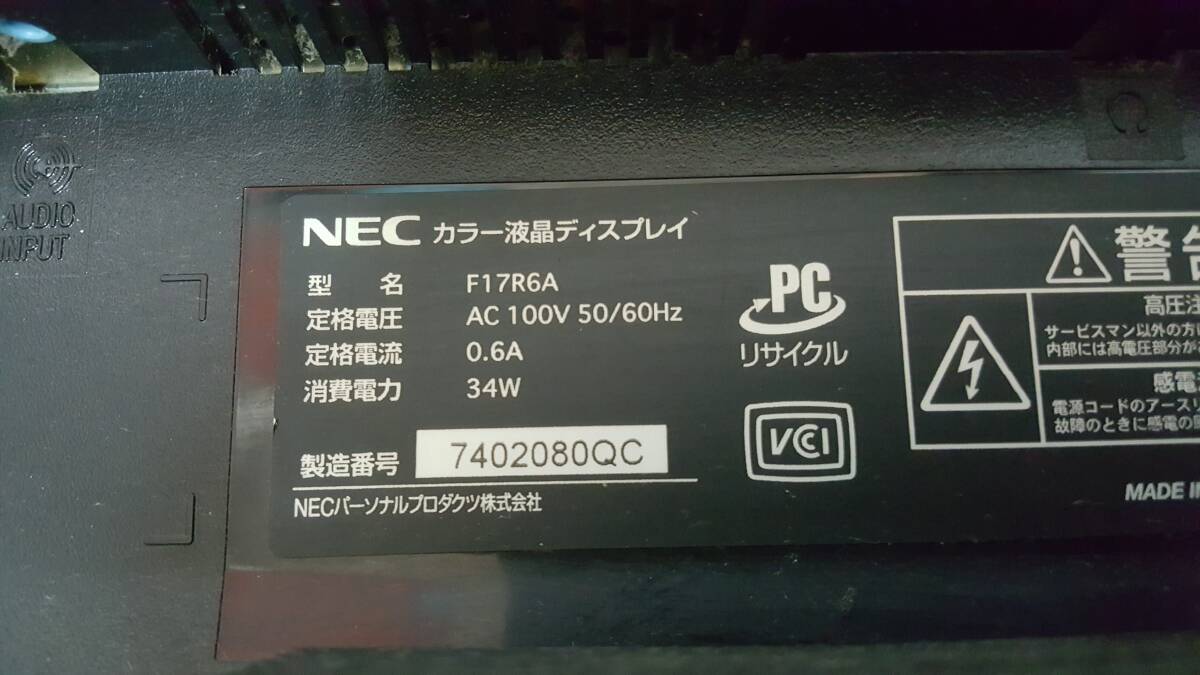 AUDIO
INPUT
NEC カラー液晶ディスプレイ
型 名 F17R6A
定格電圧 AC 100V 50/60Hz
定格電流 0.6A
消費電力 34W
製造番号 7402080QC
NECパーソナルプロダクツ株式会社
PC
リサイクル
VCCI
警告
高圧注
サービスマン以外の方
内部には高電圧部分が
感電
電源コードのアース
故障のときに感電の
MADE IN